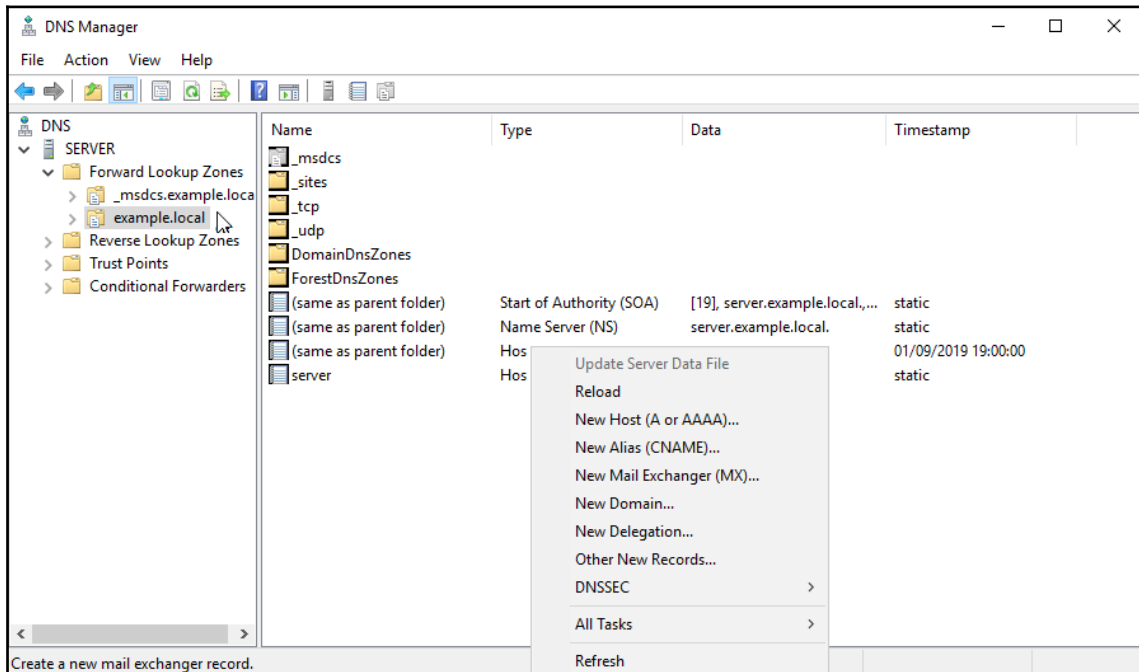 DNS Manager
File Action View Help
DNS
SERVER
Forward Lookup Zones
_msdcs.example.loca
example.local
Reverse Lookup Zones
Trust Points
Conditional Forwarders
Name Type Data Timestamp
_msdcs
_sites
_tcp
_udp
DomainDnsZones
ForestDnsZones
(same as parent folder) Start of Authority (SOA) [19], server.example.local.,... static
(same as parent folder) Name Server (NS) server.example.local. static
(same as parent folder) Hos 01/09/2019 19:00:00
server Hos static
Update Server Data File
Reload
New Host (A or AAAA)...
New Alias (CNAME)...
New Mail Exchanger (MX)...
New Domain...
New Delegation...
Other New Records...
DNSSEC
All Tasks
Refresh
Create a new mail exchanger record.